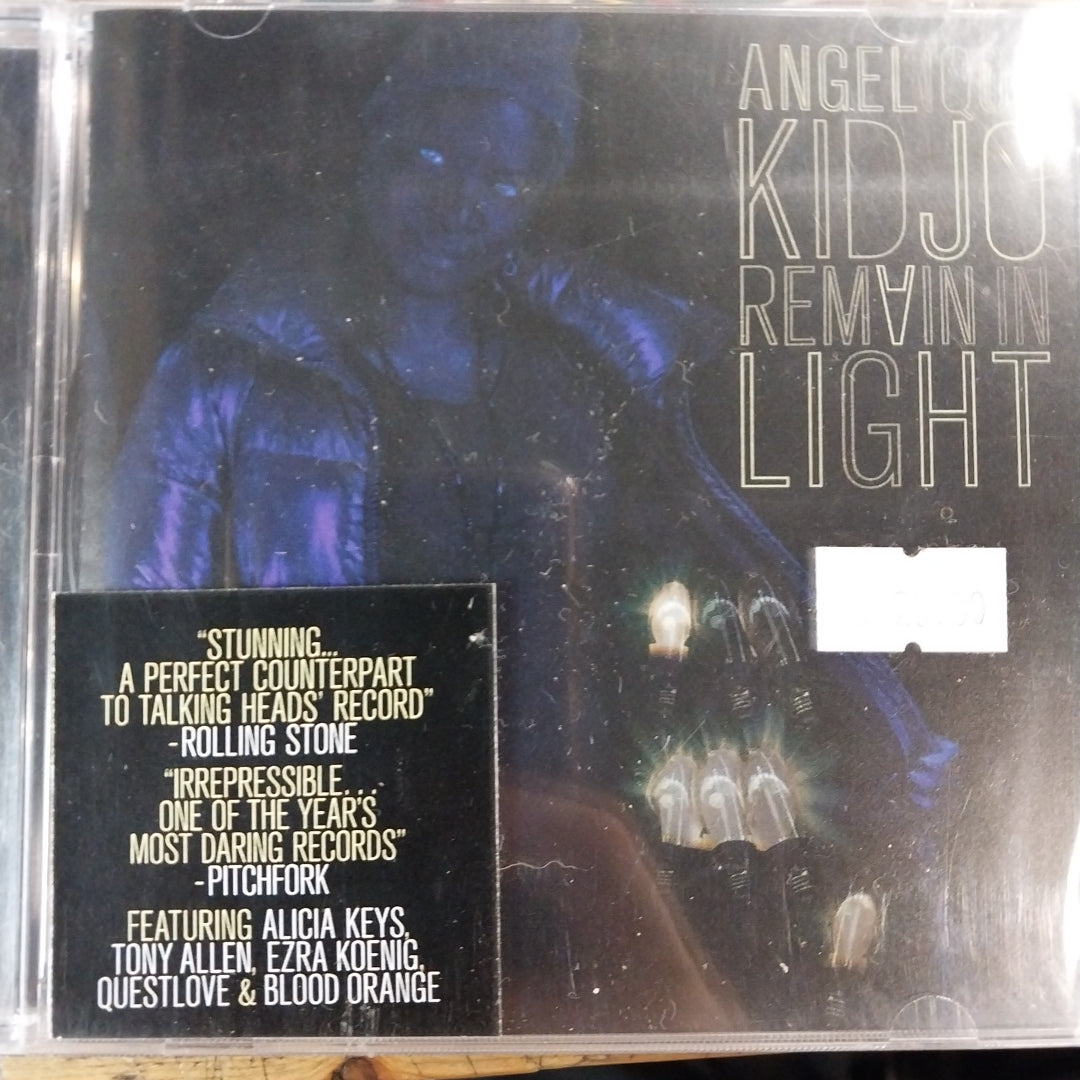 ANGELIQUE
KIDJO
REMAIN IN
LIGHT
"STUNNING...
A PERFECT COUNTERPART
TO TALKING HEADS' RECORD"
-ROLLING STONE
"IRREPRESSIBLE...
ONE OF THE YEAR'S
MOST DARING RECORDS"
-PITCHFORK
FEATURING ALICIA KEYS,
TONY ALLEN, EZRA KOENIG,
QUESTLOVE & BLOOD ORANGE